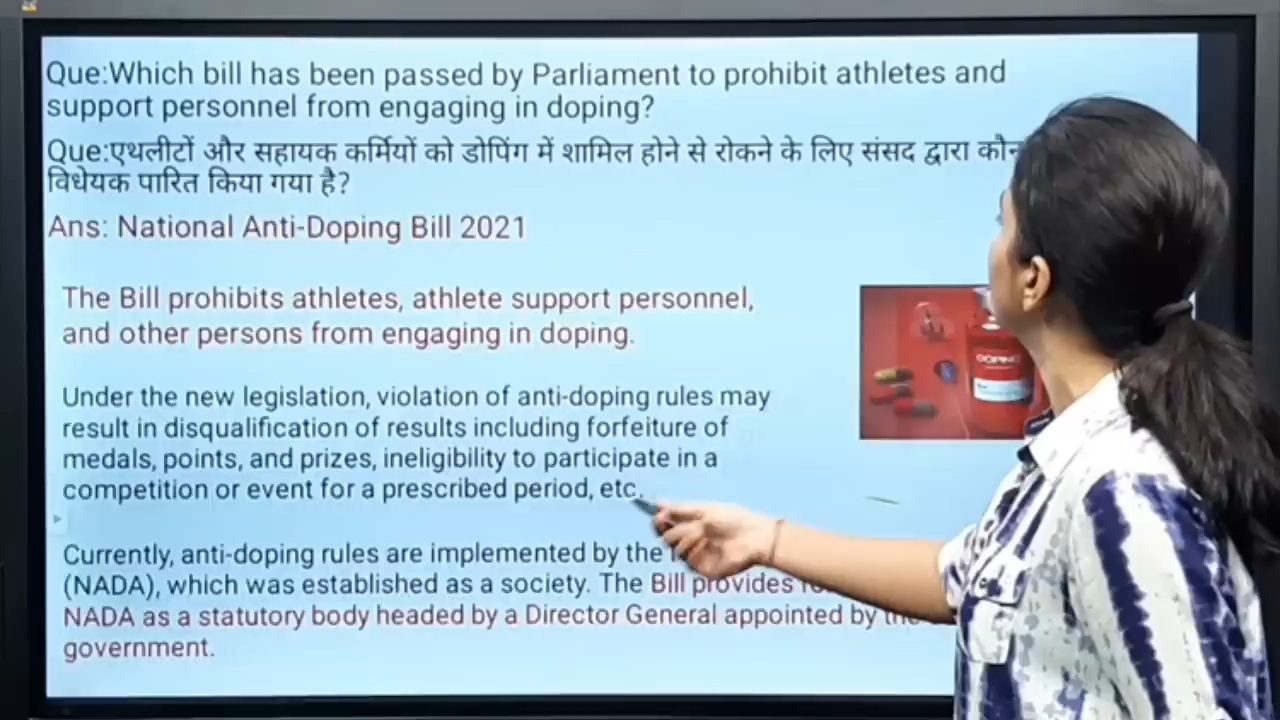 Que:Which bill has been passed by Parliament to prohibit athletes and
support personnel from engaging in doping?
Que:एथलीटों और सहायक कर्मियों को डोपिंग में शामिल होने से रोकने के लिए संसद द्वारा
विधेयक पारित किया गया है?
Ans: National Anti-Doping Bill 2021
The Bill prohibits athletes, athlete support personnel,
and other persons from engaging in doping.
DOPING
Under the new legislation, violation of anti-doping rules may
result in disqualification of results including forfeiture of
medals, points, and prizes, ineligibility to participate in a
competition or event for a prescribed period, etc.
Currently, anti-doping rules are implemented by the
(NADA), which was established as a society. The Bill provides
NADA as a statutory body headed by a Director General appointed by the
government.